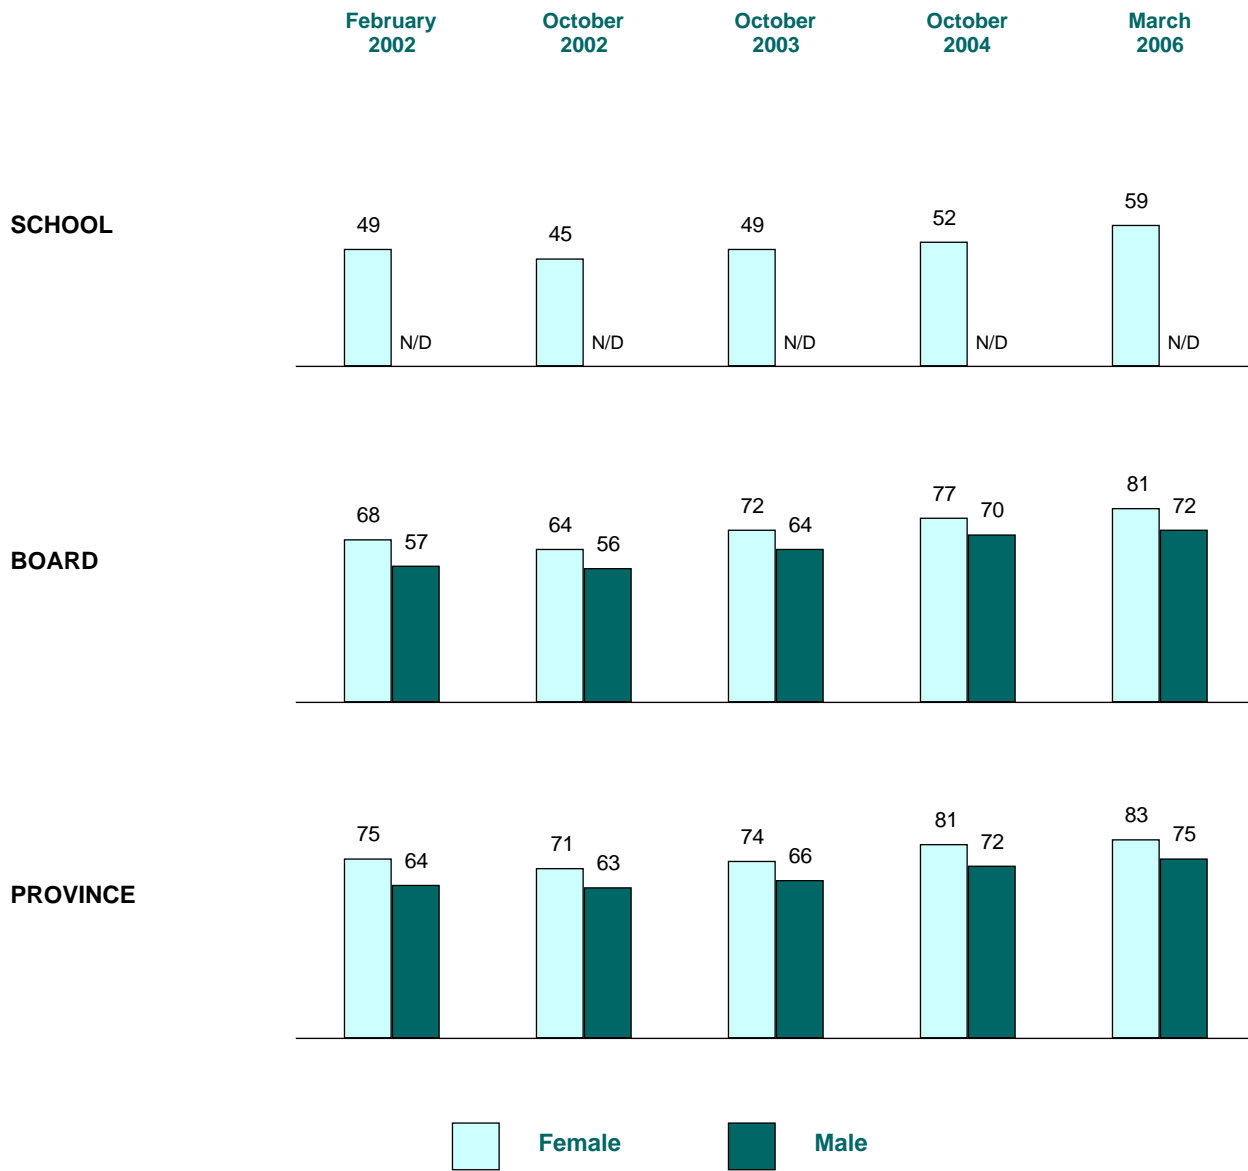 February October October October March
2002 2002 2003 2004 2006
SCHOOL
49 45 49 52 59
N/D N/D N/D N/D N/D
BOARD
68 57 64 56 72 64 77 70 81 72
PROVINCE
75 64 71 63 74 66 81 72 83 75
Female Male